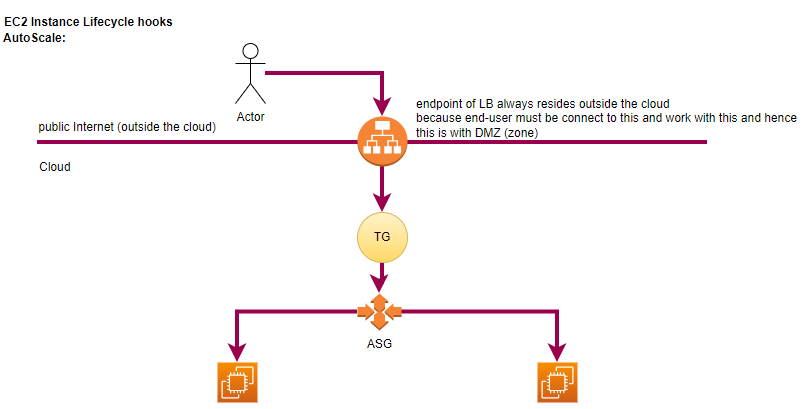 EC2 Instance Lifecycle hooks
AutoScale:
Actor
endpoint of LB always resides outside the cloud
because end-user must be connect to this and work with this and hence
this is with DMZ (zone)
public Internet (outside the cloud)
Cloud
TG
ASG